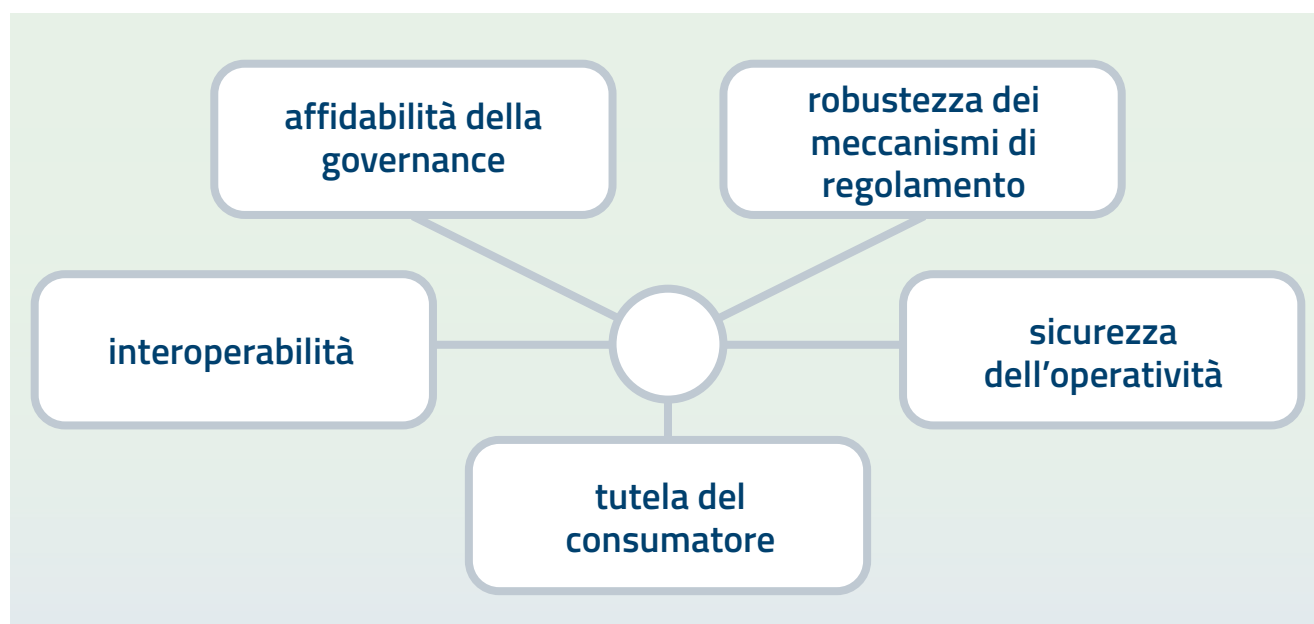 affidabilità della
governance
robustezza dei
meccanismi di
regolamento
interoperabilità
sicurezza
dell’operatività
tutela del
consumatore